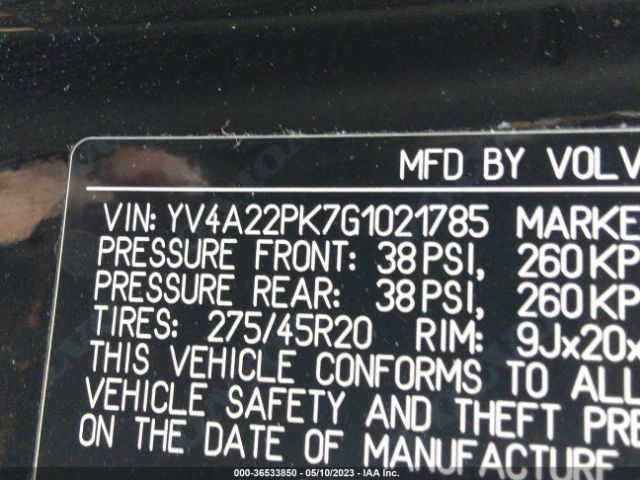 MFD BY VOLV
VIN: YV4A22PK7G1021785 MARKE
PRESSURE FRONT: 38 PSI, 260 KP
PRESSURE REAR: 38 PSI, 260 KP
TIRES: 275/45R20 RIM: 9Jx20x
THIS VEHICLE CONFORMS TO ALL
VEHICLE SAFETY AND THEFT PRE
ON THE DATE OF MANUFACTURE
000-36533850 - 05/10/2023 - IAA Inc.